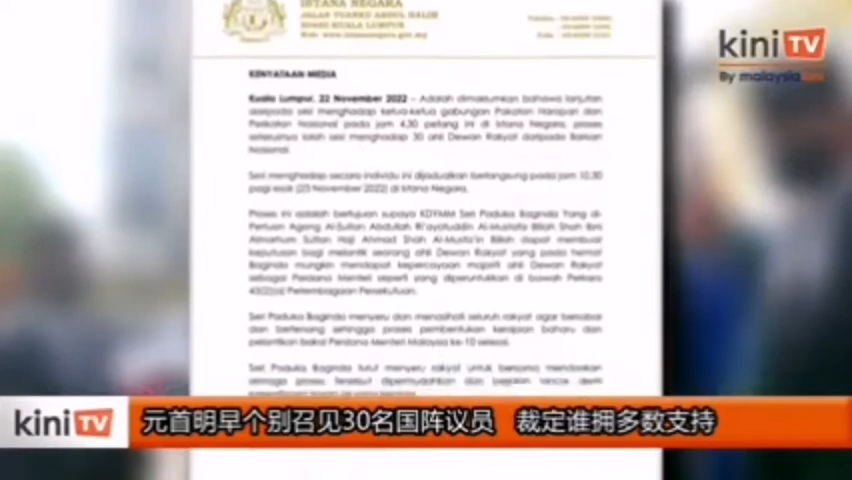 ISTANA NEGARA
JALAN TUANKU ABDUL HALIM
KUALA LUMPUR
kiniTV
By malaysiakini
KENYATAAN MEDIA
Kuala Lumpur, 22 November 2022 – Adalah dimaklumkan bahawa lanjutan
daripada sesi menghadap ketua-ketua gabungan Pakatan Harapan dan
Perikatan Nasional pada jam 4.30 petang ini di Istana Negara, proses
seterusnya ialah sesi menghadap 30 ahli Dewan Rakyat daripada Barisan
Nasional.
Sesi menghadap secara individu ini dijadualkan berlangsung pada jam 10.30
pagi esok (23 November 2022) di Istana Negara.
Proses ini adalah bertujuan supaya KDYMM Seri Paduka Baginda Yang di-
Pertuan Agong Al-Sultan Abdullah Ri'ayatuddin Al-Mustafa Billah Shah Ibni
Almarhum Sultan Haji Ahmad Shah Al-Musta'in Billah dapat membuat
keputusan bagi melantik seorang ahli Dewan Rakyat yang pada hemat
Baginda mungkin mendapat kepercayaan majoriti ahli Dewan Rakyat
sebagai Perdana Menteri seperti yang diperuntukkan di bawah Perkara
43(2)(a) Perlembagaan Persekutuan.
Seri Paduka Baginda menyeru dan menasihati seluruh rakyat agar bersabar
dan bertenang sehingga proses pembentukan kerajaan baharu dan
pelantikan bakal Perdana Menteri Malaysia ke-10 selesai.
Seri Paduka Baginda turut menyeru rakyat untuk bersama mendoakan
semoga proses tersebut dipermudahkan dan berjalan lancar demi
kiniTV 元首明早个别召见30名国阵议员 裁定谁拥多数支持